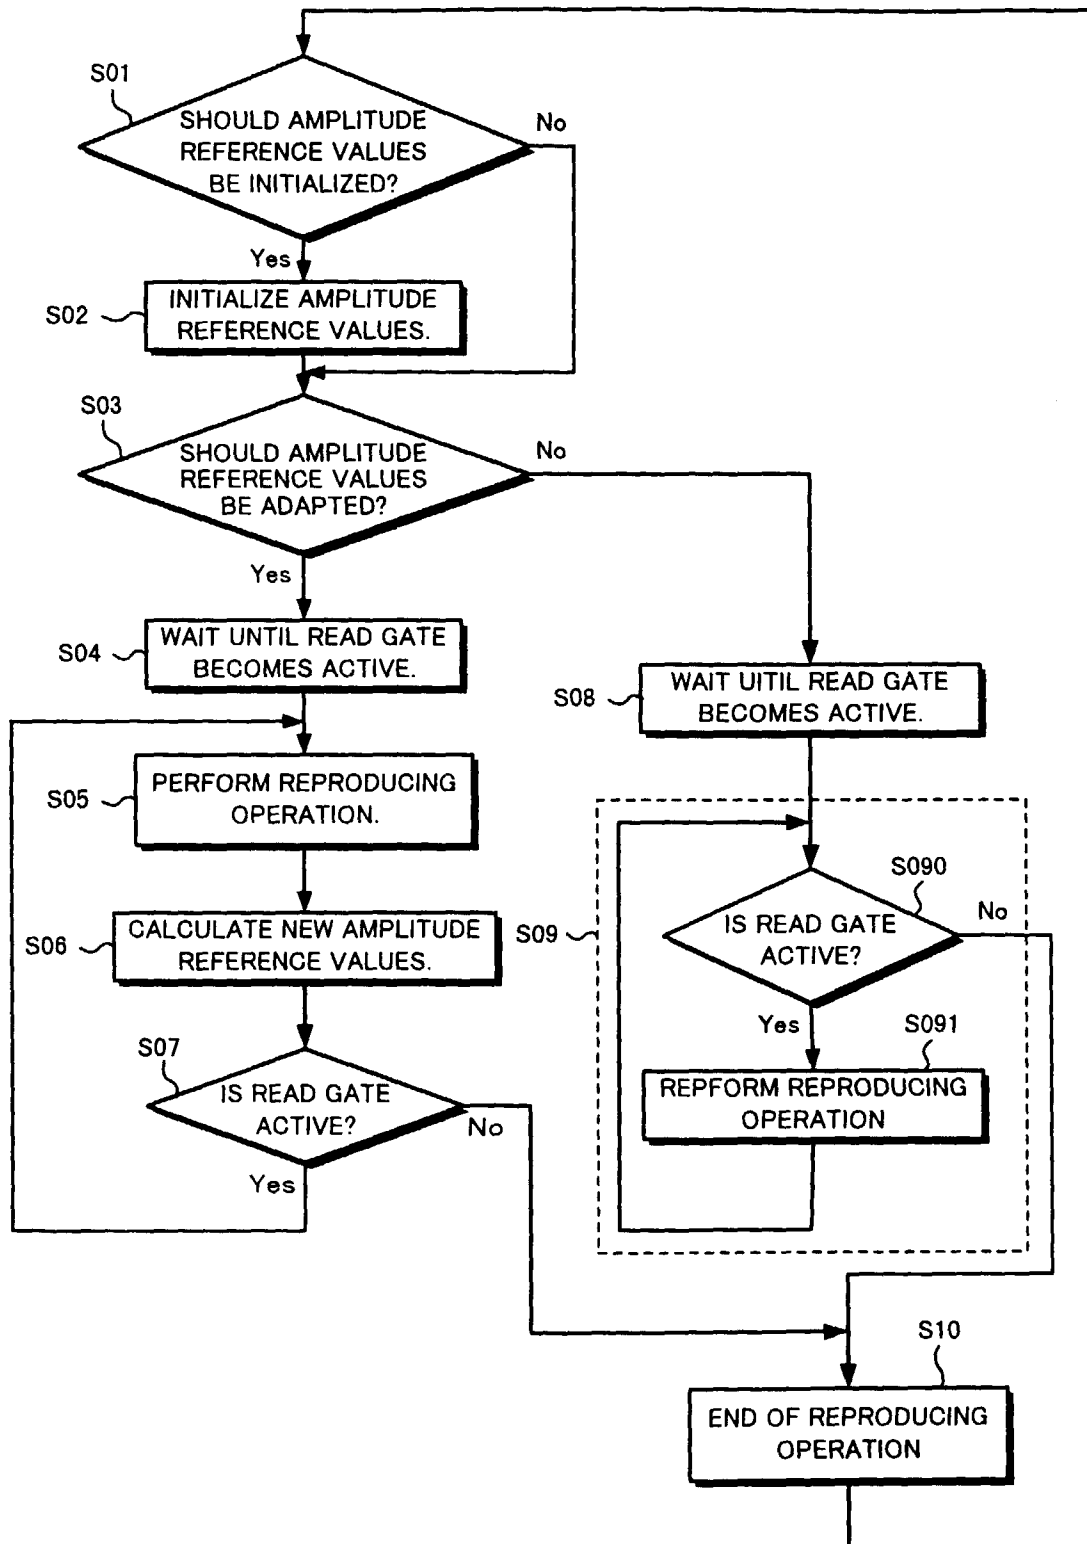 S01
SHOULD AMPLITUDE
REFERENCE VALUES
BE INITIALIZED?
No
Yes
S02
INITIALIZE AMPLITUDE
REFERENCE VALUES.
S03
SHOULD AMPLITUDE
REFERENCE VALUES
BE ADAPTED?
No
Yes
S04
WAIT UNTIL READ GATE
BECOMES ACTIVE.
S08
WAIT UITIL READ GATE
BECOMES ACTIVE.
S05
PERFORM REPRODUCING
OPERATION.
S06
CALCULATE NEW AMPLITUDE
REFERENCE VALUES.
S09
S090
IS READ GATE
ACTIVE?
No
Yes
S091
REPFORM REPRODUCING
OPERATION
S07
IS READ GATE
ACTIVE?
No
Yes
S10
END OF REPRODUCING
OPERATION